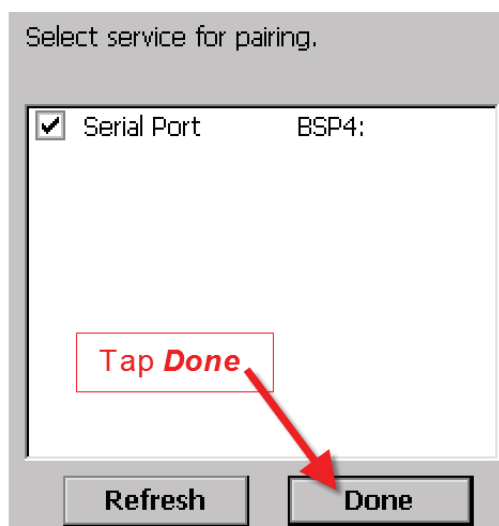 Select service for pairing.
Serial Port BSP4:
Tap Done
Refresh Done